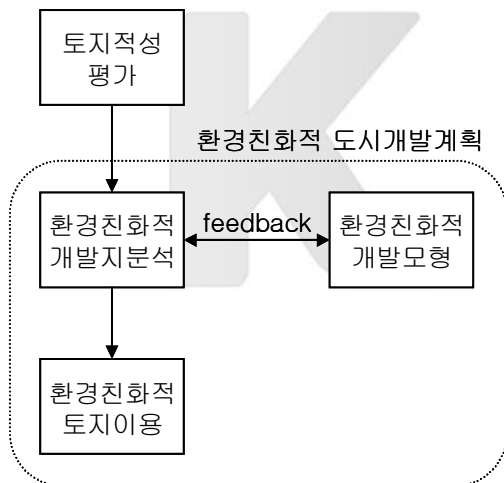 토지적성
평가
환경친화적 도시개발계획
환경친화적
개발지분석
feedback
환경친화적
개발모형
환경친화적
토지이용